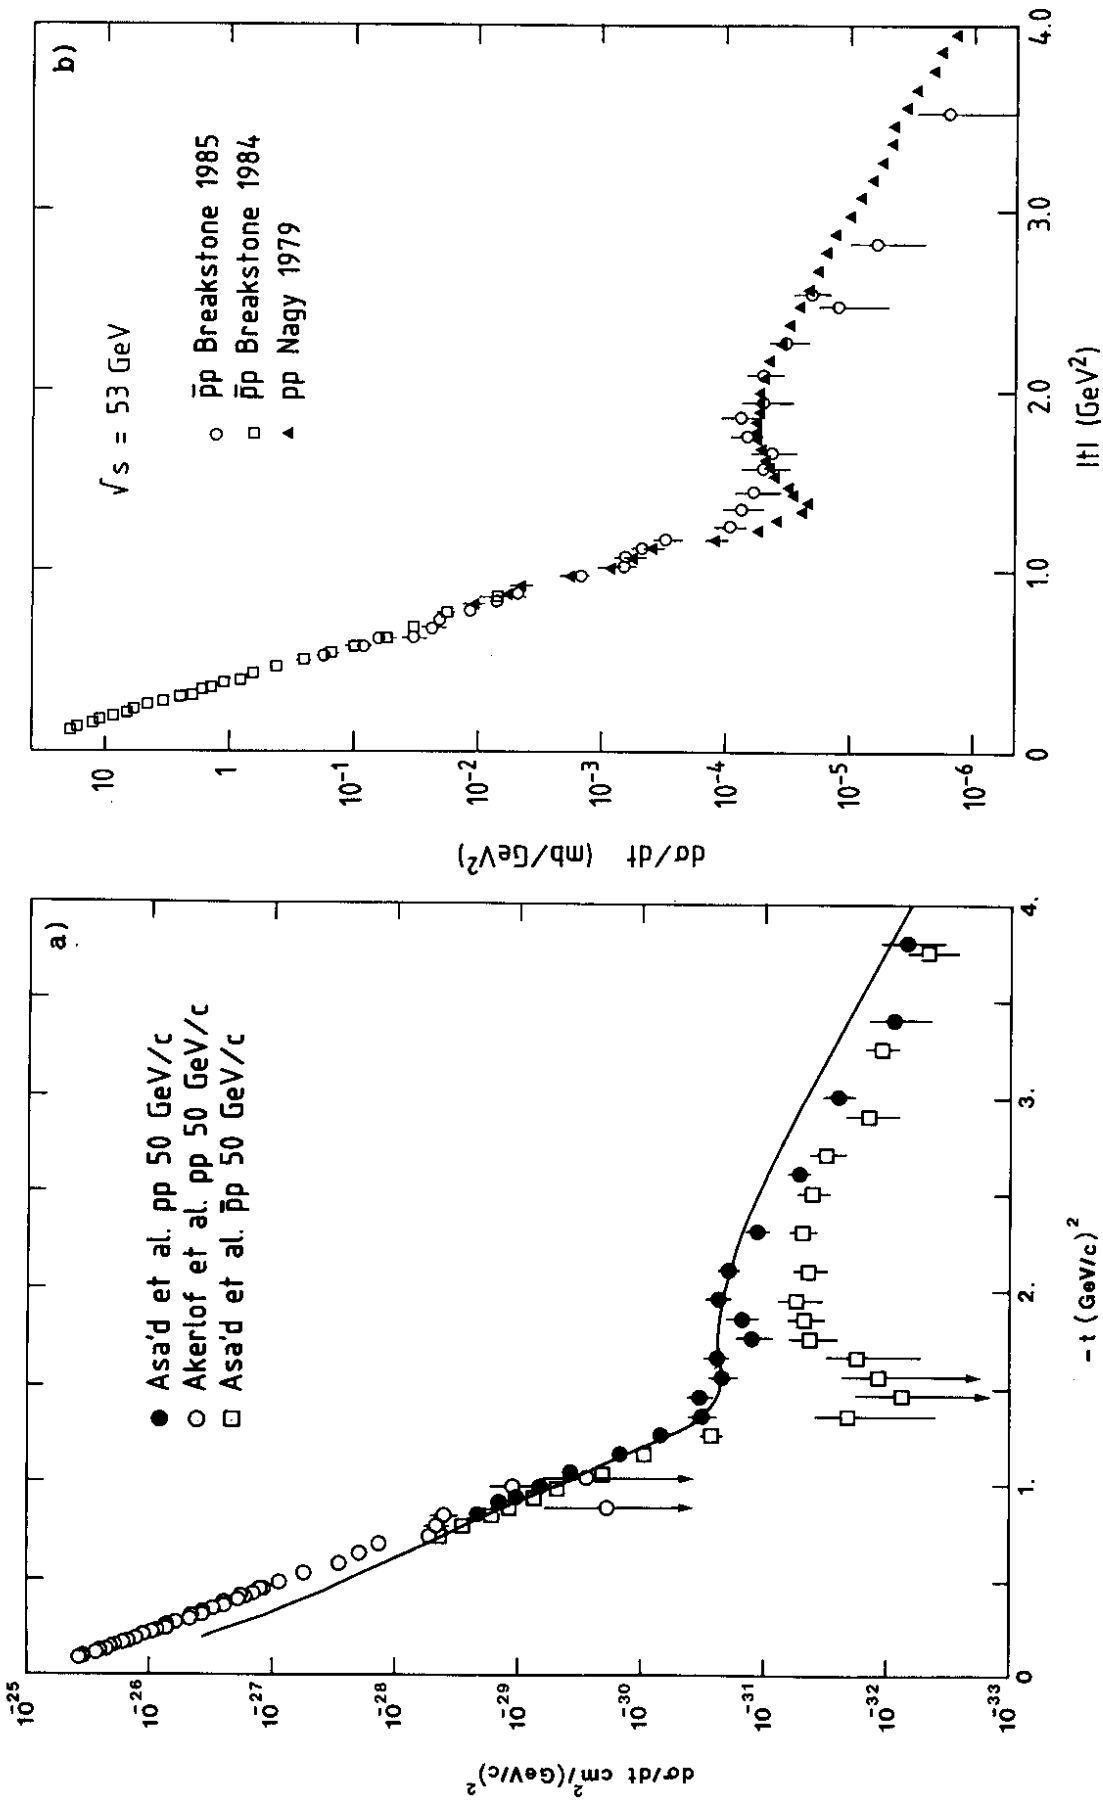 a)
● Asa'd et al. pp 50 GeV/c
○ Akerlof et al. pp 50 GeV/c
□ Asa'd et al. p̄p 50 GeV/c
dσ/dt cm²/(GeV/c)²
10⁻²⁵
10⁻²⁶
10⁻²⁷
10⁻²⁸
10⁻²⁹
10⁻³⁰
10⁻³¹
10⁻³²
10⁻³³
0 1. 2. 3. 4.
−t (GeV/c)²
b)
√s = 53 GeV
○ p̄p Breakstone 1985
□ p̄p Breakstone 1984
▲ pp Nagy 1979
dσ/dt (mb/GeV²)
10
1
10⁻¹
10⁻²
10⁻³
10⁻⁴
10⁻⁵
10⁻⁶
0 1.0 2.0 3.0 4.0
|t| (GeV²)